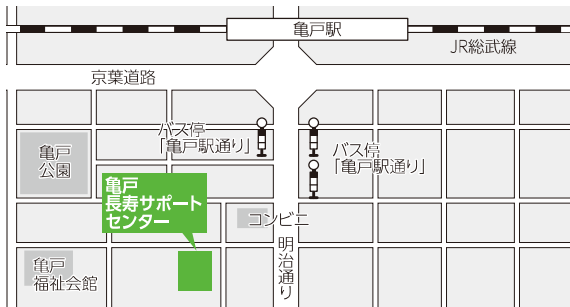 亀戸駅
JR総武線
京葉道路
バス停
「亀戸駅通り」
バス停
「亀戸駅通り」
亀戸
公園
亀戸
長寿サポート
センター
コンビニ
明治通り
亀戸
福祉会館